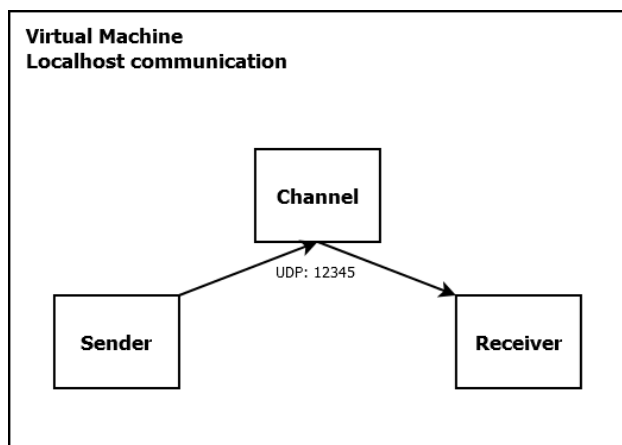 Virtual Machine
Localhost communication
Channel
UDP: 12345
Sender
Receiver